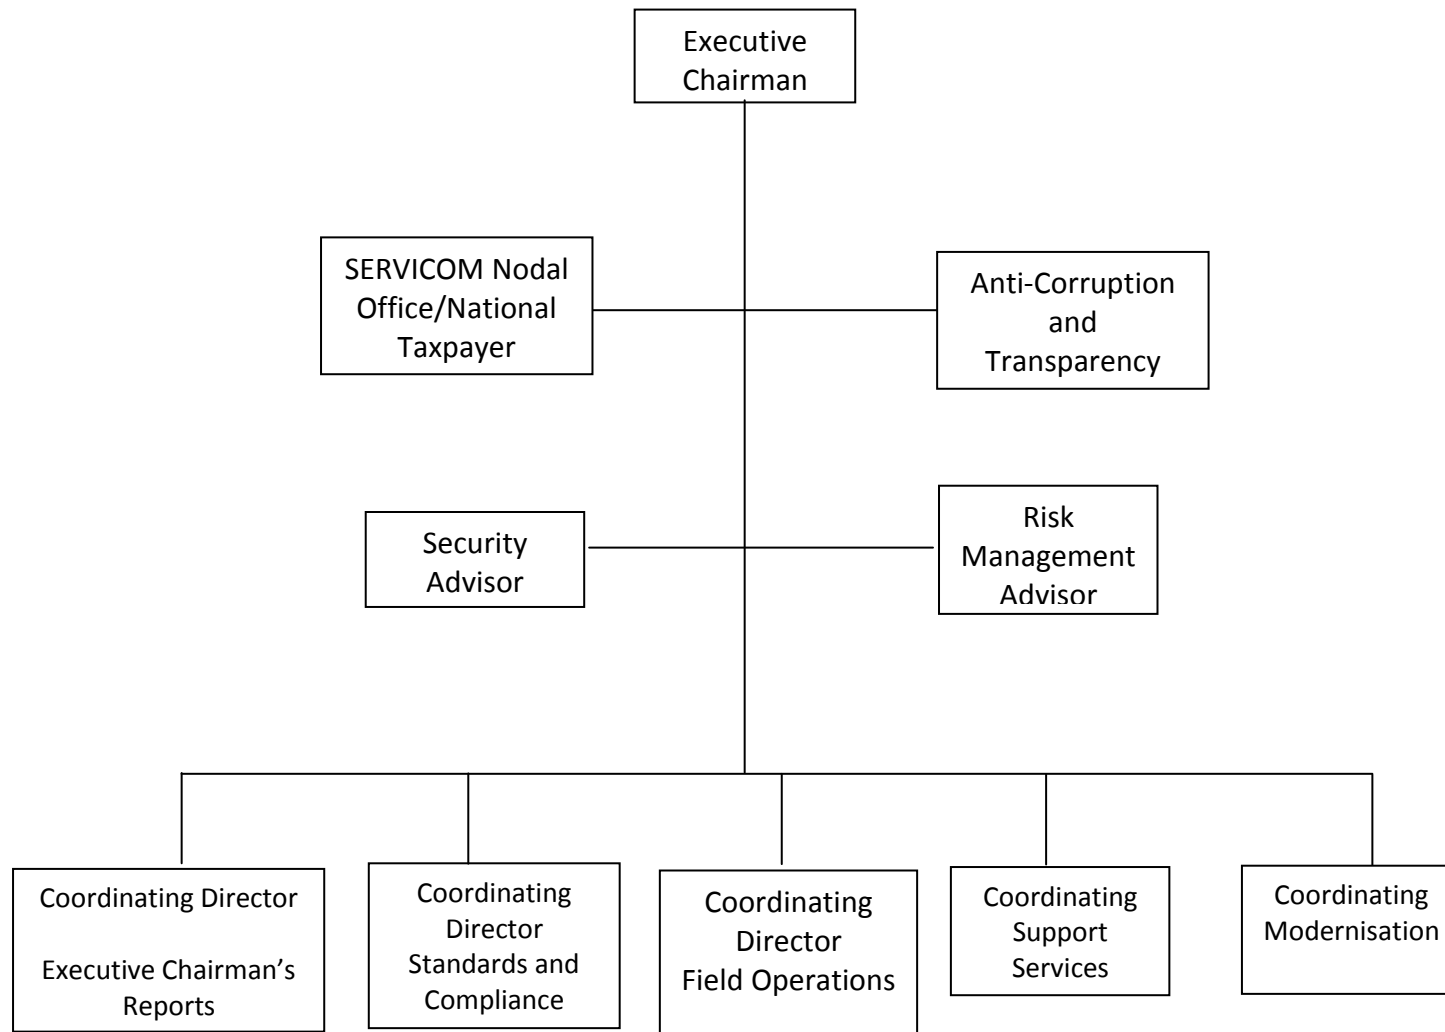 Executive
Chairman
SERVICOM Nodal
Office/National
Taxpayer
Anti-Corruption
and
Transparency
Security
Advisor
Risk
Management
Advisor
Coordinating Director
Executive Chairman’s
Reports
Coordinating
Director
Standards and
Compliance
Coordinating
Director
Field Operations
Coordinating
Support
Services
Coordinating
Modernisation